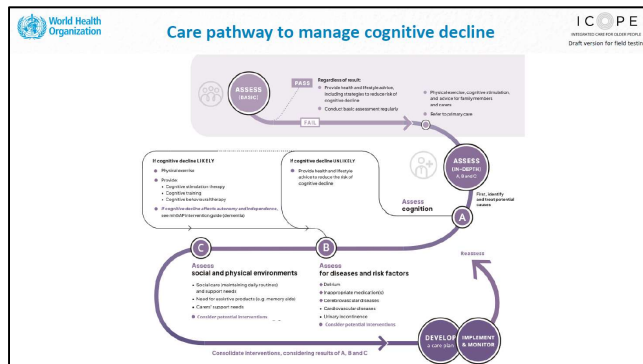 World Health
Organization
Care pathway to manage cognitive decline
ICOPE
INTEGRATED CARE FOR OLDER PEOPLE
Draft version for field testing
ASSESS
(BASIC)
PASS
Regardless of result:
Provide health and lifestyle advice,
including strategies to reduce risk of
cognitive decline
Conduct basic assessment regularly
FAIL
Physical exercise, cognitive stimulation,
and advice for family members
and carers
Refer to primary care
ASSESS
(IN-DEPTH)
A, B and C
First, identify
and treat potential
causes
Assess
cognition
A
If cognitive decline LIKELY
Physical exercise
Provide:
• Cognitive stimulation therapy
• Cognitive training
• Cognitive behavioural therapy
If cognitive decline affects autonomy and independence,
see mhGAP intervention guide (dementia)
If cognitive decline UNLIKELY
Provide health and lifestyle
advice to reduce the risk of
cognitive decline
C
Assess
social and physical environments
• Social care (maintaining daily routines)
and support needs
• Need for assistive products (e.g. memory aids)
• Carers' support needs
Consider potential interventions
B
Assess
for diseases and risk factors
Delirium
Inappropriate medication(s)
Cerebrovascular diseases
Cardiovascular diseases
Urinary incontinence
Consider potential interventions
Reassess
DEVELOP
a care plan
IMPLEMENT
& MONITOR
Consolidate interventions, considering results of A, B and C